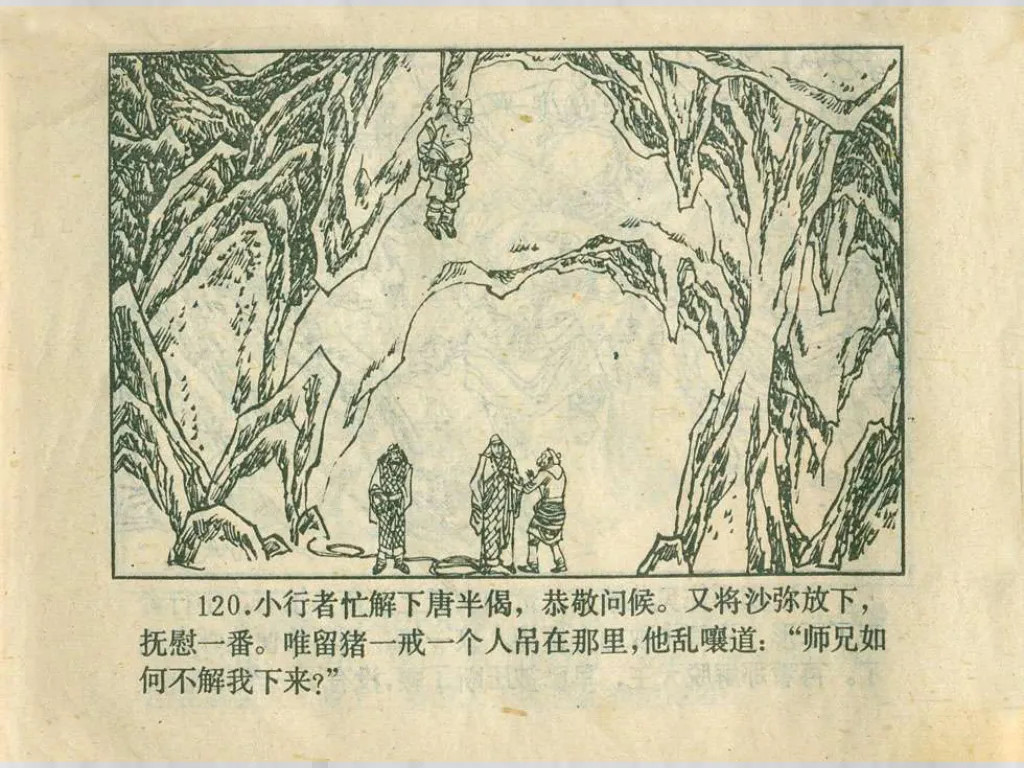 120.小行者忙解下唐半偈，恭敬问候。又将沙弥放下，
抚慰一番。唯留猪一戒一个人吊在那里，他乱嚷道：“师兄如
何不解我下来？”